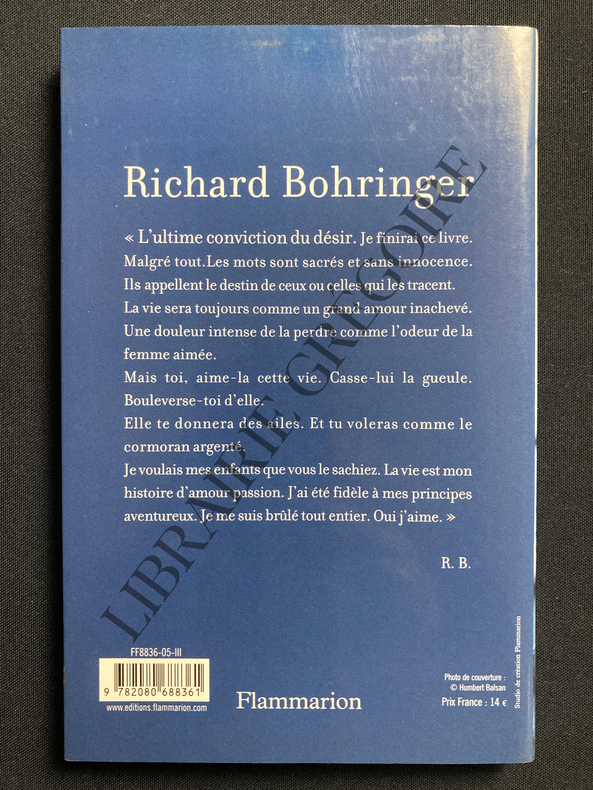 Richard Bohringer
« L'ultime conviction du désir. Je finirai ce livre.
Malgré tout.Les mots sont sacrés et sans innocence.
Ils appellent le destin de ceux ou celles qui les tracent.
La vie sera toujours comme un grand amour inachevé.
Une douleur intense de la perdre comme l'odeur de la
femme aimée.
Mais toi, aime-la cette vie. Casse-lui la gueule.
Bouleverse-toi d'elle.
Elle te donnera des ailes. Et tu voleras comme le
cormoran argenté.
Je voulais mes enfants que vous le sachiez. La vie est mon
histoire d'amour passion. J'ai été fidèle à mes principes
aventureux. Je me suis brûlé tout entier. Oui j'aime. »
R. B.
LIBRAIRIE GREGOIRE
FF8836-05-III
9 782080 688361
www.editions.flammarion.com
Flammarion
Photo de couverture :
© Humbert Balsan
Prix France : 14 €
Studio de création Flammarion